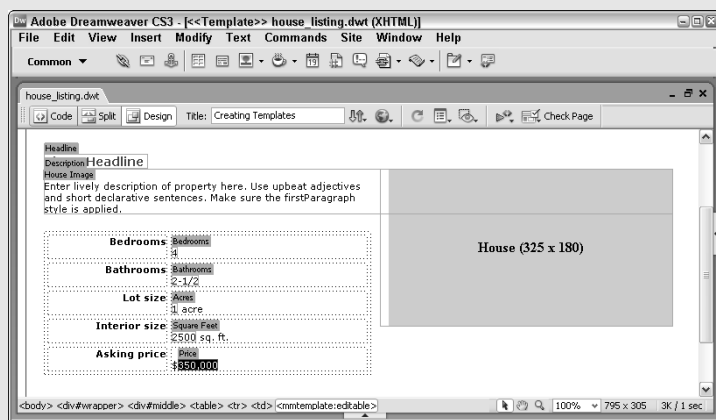 Dw Adobe Dreamweaver CS3 - [<<Template>> house_listing.dwt (XHTML)]
File Edit View Insert Modify Text Commands Site Window Help
Common
house_listing.dwt
Code Split Design Title: Creating Templates Check Page
Headline
Description Headline
House Image
Enter lively description of property here. Use upbeat adjectives
and short declarative sentences. Make sure the firstParagraph
style is applied.
House (325 x 180)
Bedrooms Bedrooms
4
Bathrooms Bathrooms
2-1/2
Lot size Acres
1 acre
Interior size Square Feet
2500 sq. ft.
Asking price Price
$350,000
<body> <div#wrapper> <div#middle> <table> <tr> <td> <mmtemplate:editable> 100% 795 x 305 3K / 1 sec